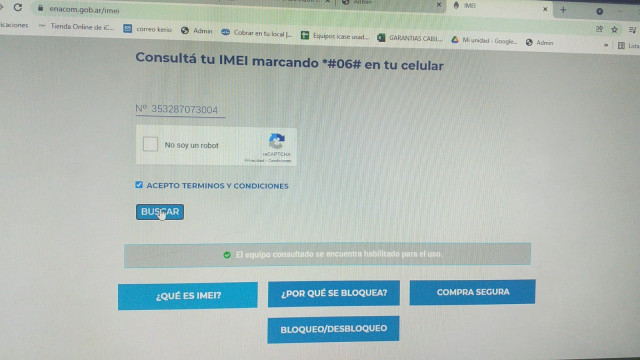 enacom.gob.ar/imei
Admin
IMEI
icaciones
Tienda Online de iC...
correo kerio
Admin
Cobrar en tu local |...
Equipos icase usad...
GARANTIAS CABL...
Mi unidad - Google...
Admin
»
Lista
Consultá tu IMEI marcando *#06# en tu celular
Nº 353287073004
No soy un robot
reCAPTCHA
Privacidad - Condiciones
ACEPTO TERMINOS Y CONDICIONES
BUSCAR
El equipo consultado se encuentra habilitado para el uso.
¿QUÉ ES IMEI?
¿POR QUÉ SE BLOQUEA?
COMPRA SEGURA
BLOQUEO/DESBLOQUEO